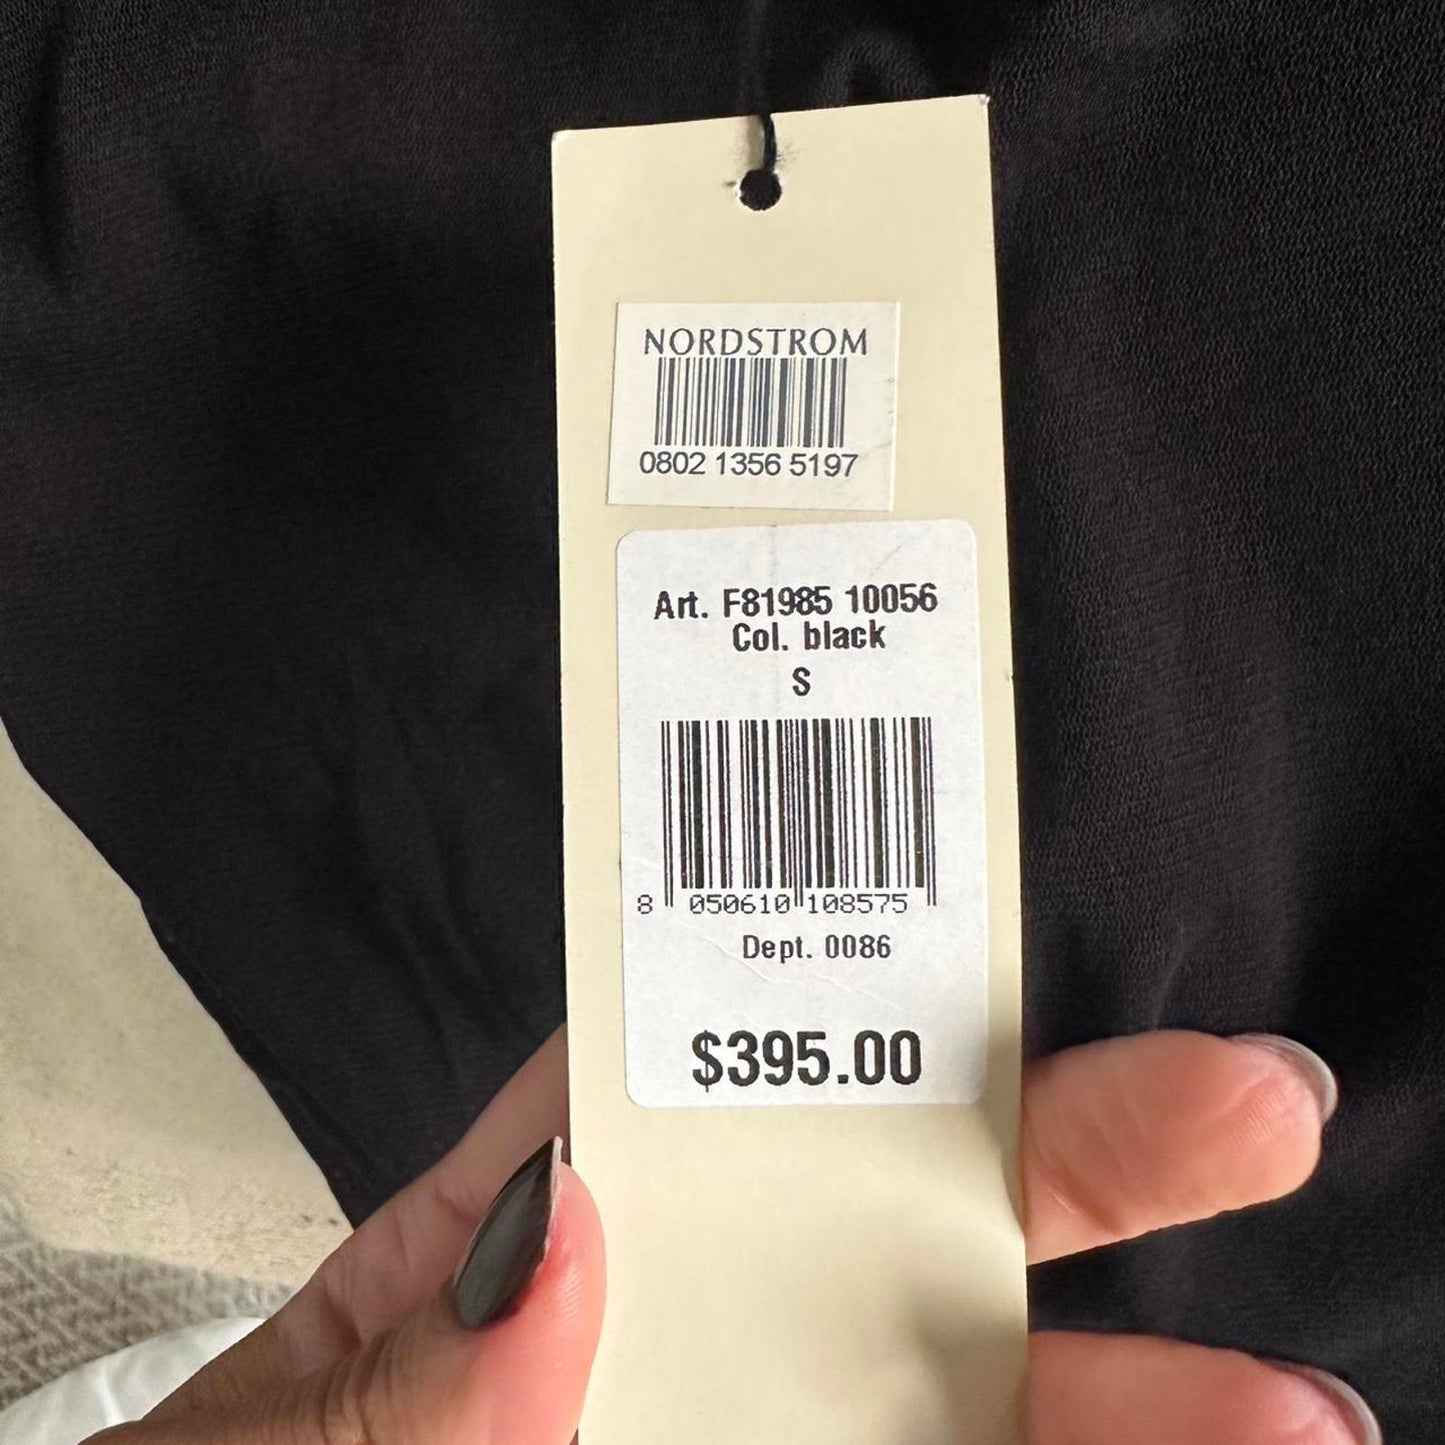 NORDSTROM
0802 1356 5197
Art. F81985 10056
Col. black
S
8 050610 108575
Dept. 0086
$395.00